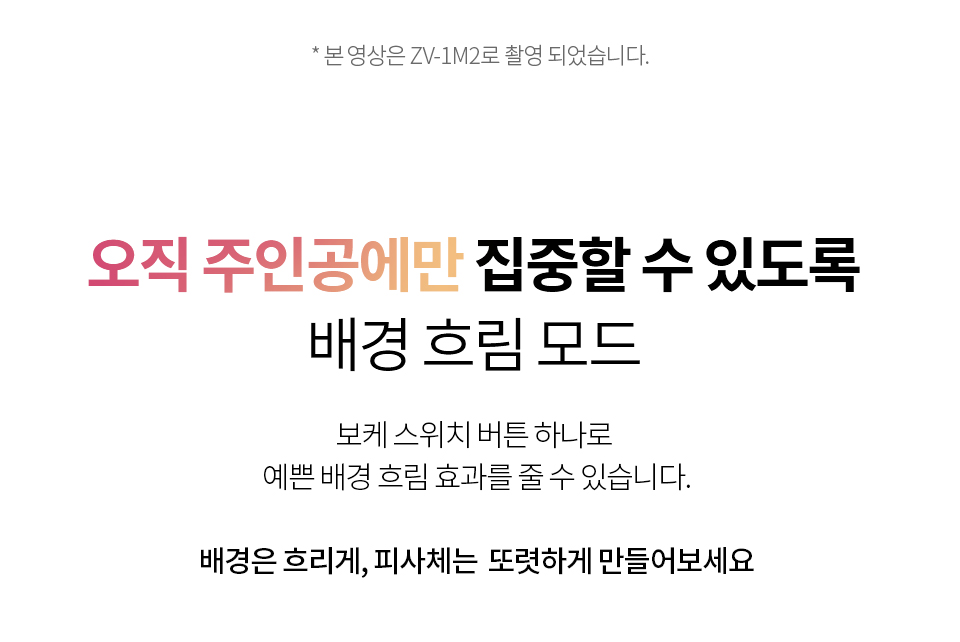 * 본 영상은 ZV-1M2로 촬영 되었습니다.
오직 주인공에만 집중할 수 있도록
배경 흐림 모드
보케 스위치 버튼 하나로
예쁜 배경 흐림 효과를 줄 수 있습니다.
배경은 흐리게, 피사체는 또렷하게 만들어보세요